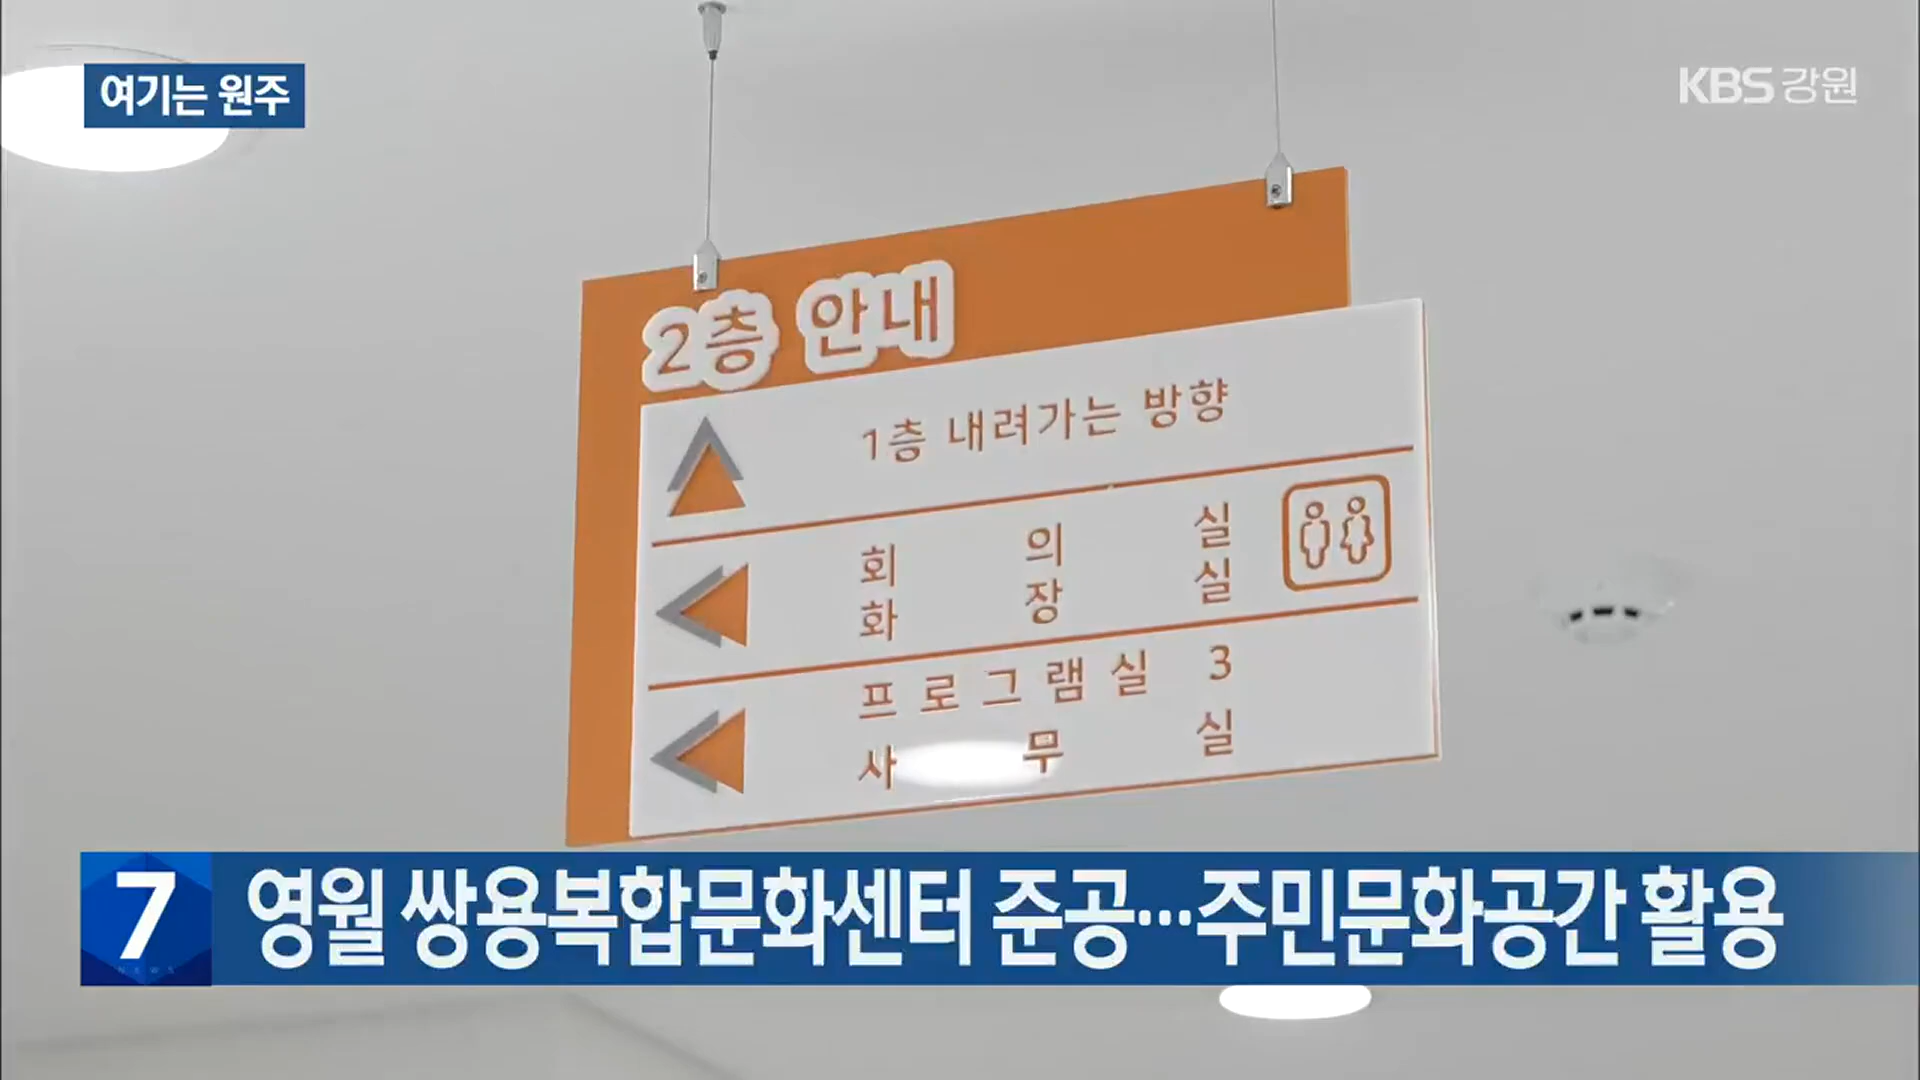 여기는 원주
KBS 강원
2층 안내
1층 내려가는 방향
회 의 실
화 장 실
프로그램실 3
사 무 실
7 영월 쌍용복합문화센터 준공…주민문화공간 활용
NEWS